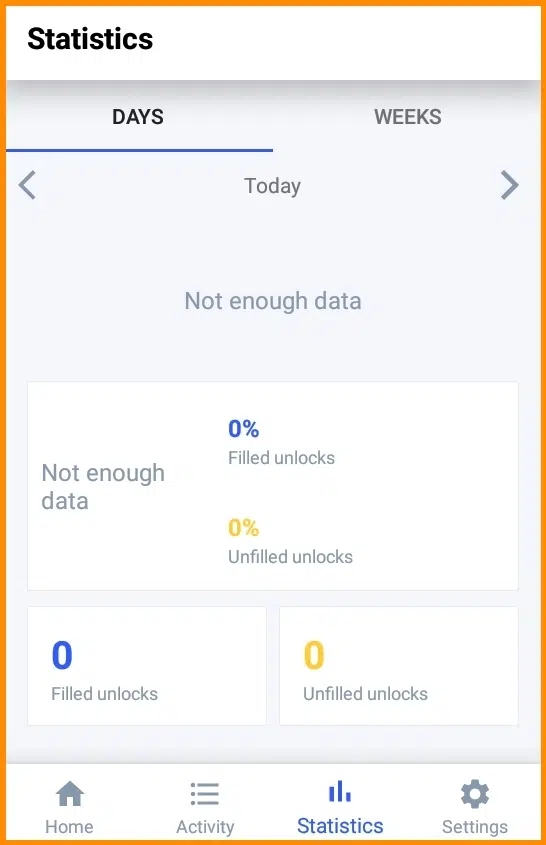 Statistics
DAYS
WEEKS
Today
Not enough data
Not enough
data
0%
Filled unlocks
0%
Unfilled unlocks
0
Filled unlocks
0
Unfilled unlocks
Home
Activity
Statistics
Settings